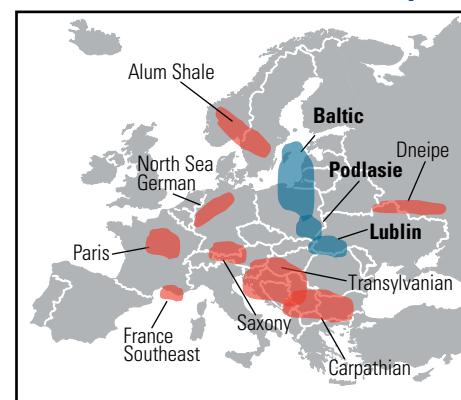 Alum Shale
Baltic
Dneipe
North Sea
German
Podlasie
Lublin
Paris
Transylvanian
Saxony
France
Southeast
Carpathian